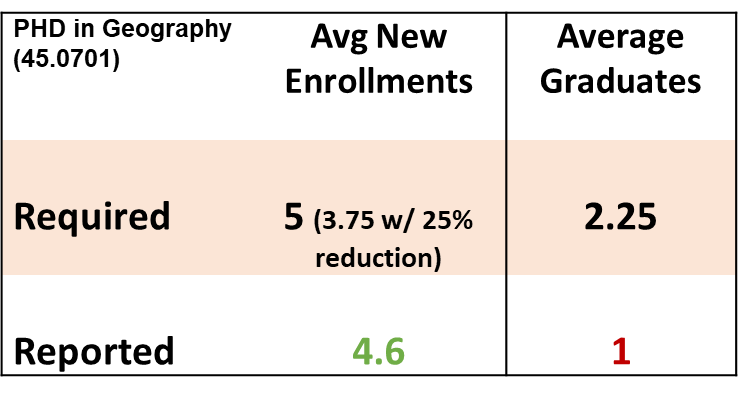 PHD in Geography
(45.0701)
Avg New
Enrollments
Average
Graduates
Required
5 (3.75 w/ 25%
reduction)
2.25
Reported
4.6
1